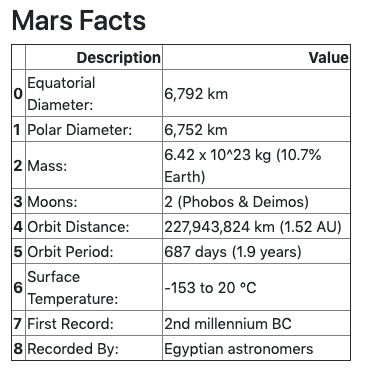 Mars Facts
Description Value
0 Equatorial Diameter: 6,792 km
1 Polar Diameter: 6,752 km
2 Mass: 6.42 x 10^23 kg (10.7% Earth)
3 Moons: 2 (Phobos & Deimos)
4 Orbit Distance: 227,943,824 km (1.52 AU)
5 Orbit Period: 687 days (1.9 years)
6 Surface Temperature: -153 to 20 °C
7 First Record: 2nd millennium BC
8 Recorded By: Egyptian astronomers